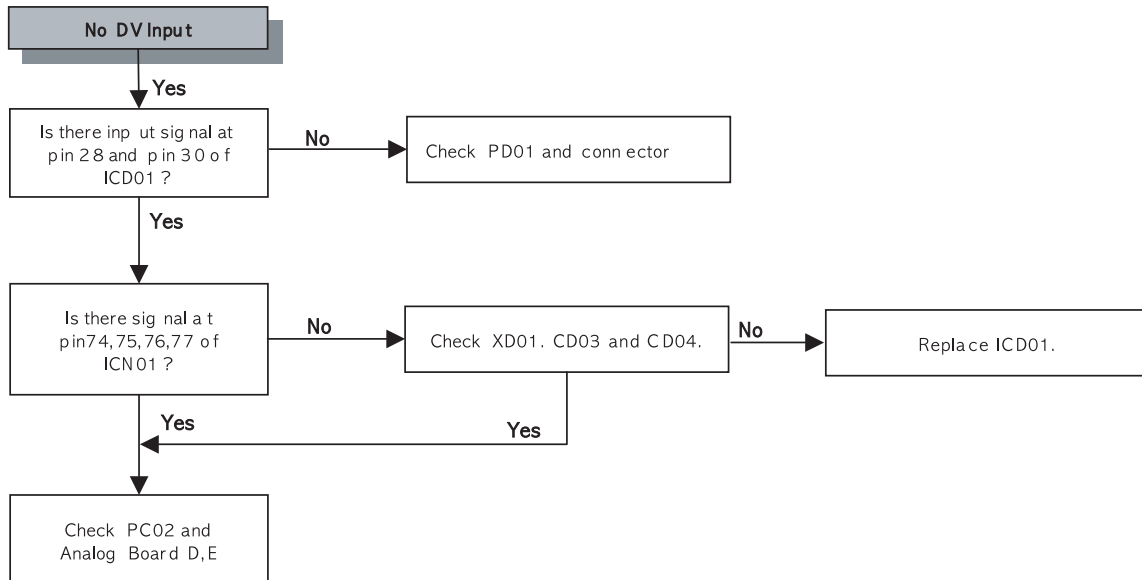 No DV Input
Yes
Is there input signal at
pin 28 and pin 30 of
ICD01 ?
No
Check PD01 and connector
Yes
Is there signal at
pin74,75,76,77 of
ICN01 ?
No
Check XD01. CD03 and CD04.
No
Replace ICD01.
Yes
Yes
Check PC02 and
Analog Board D,E